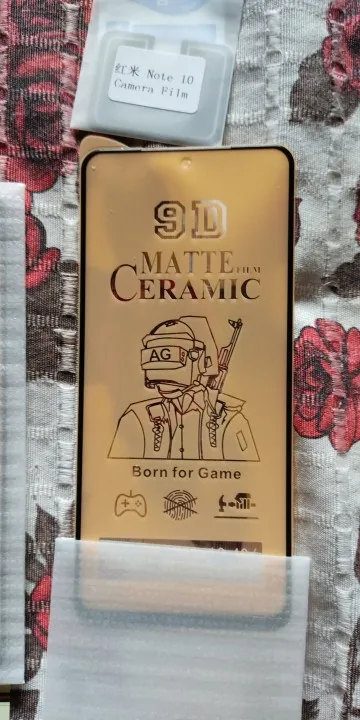 红米 Note 10
Camera Film
9D
MATTE FILM
CERAMIC
AG
Born for Game